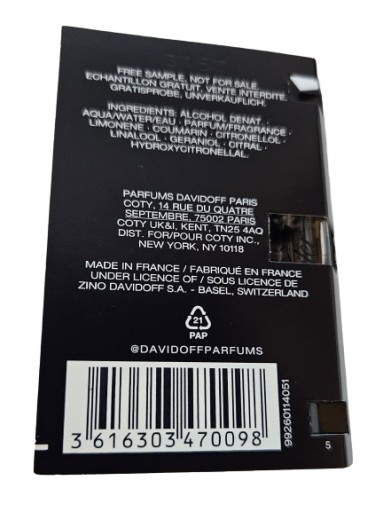 FREE SAMPLE, NOT FOR SALE.
ECHANTILLON GRATUIT, VENTE INTERDITE.
GRATISPROBE, UNVERKÄUFLICH.
INGREDIENTS: ALCOHOL DENAT. ·
AQUA/WATER/EAU · PARFUM/FRAGRANCE ·
LIMONENE · COUMARIN · CITRONELLOL ·
LINALOOL · GERANIOL · CITRAL ·
HYDROXYCITRONELLAL.
PARFUMS DAVIDOFF PARIS
COTY, 14 RUE DU QUATRE
SEPTEMBRE, 75002 PARIS
COTY UK&I, KENT, TN25 4AQ
DIST. FOR/POUR COTY INC.,
NEW YORK, NY 10118
MADE IN FRANCE / FABRIQUÉ EN FRANCE
UNDER LICENCE OF / SOUS LICENCE DE
ZINO DAVIDOFF S.A. - BASEL, SWITZERLAND
21
PAP
@DAVIDOFFPARFUMS
3 616303 470098
99260114051
5